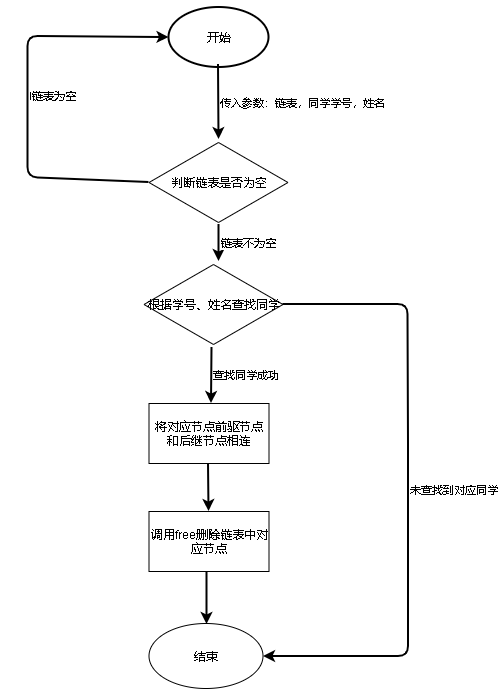 开始
链表为空
传入参数：链表，同学学号，姓名
判断链表是否为空
链表不为空
根据学号、姓名查找同学
查找同学成功
将对应节点前驱节点
和后继节点相连
未查找到对应同学
调用free删除链表中对
应节点
结束